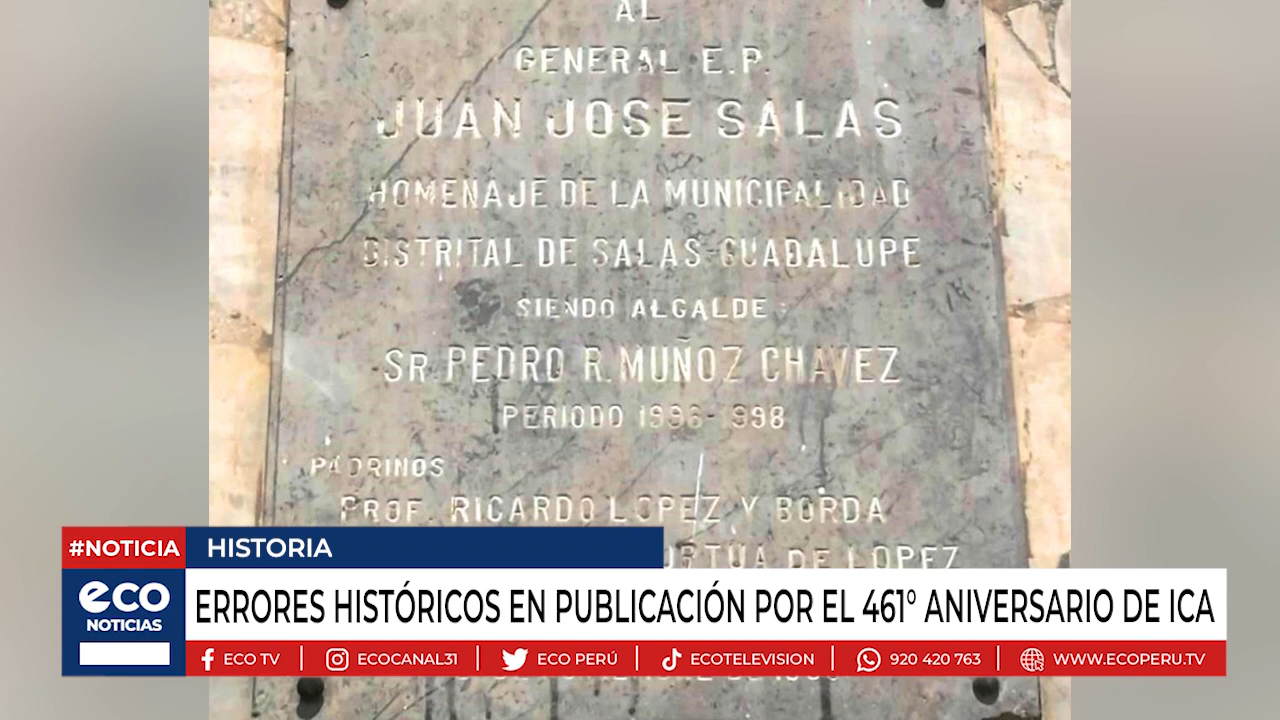 AL
GENERAL E.P.
JUAN JOSE SALAS
HOMENAJE DE LA MUNICIPALIDAD
DISTRITAL DE SALAS-GUADALUPE
SIENDO ALCALDE:
SR. PEDRO R. MUÑOZ CHAVEZ
PERIODO 1996-1998
PADRINOS
PROF. RICARDO LOPEZ Y BORDA
DE LOPEZ
#NOTICIA
HISTORIA
eco
NOTICIAS
ERRORES HISTÓRICOS EN PUBLICACIÓN POR EL 461° ANIVERSARIO DE ICA
ECO TV
ECOCANAL31
ECO PERÚ
ECOTELEVISION
920 420 763
WWW.ECOPERU.TV